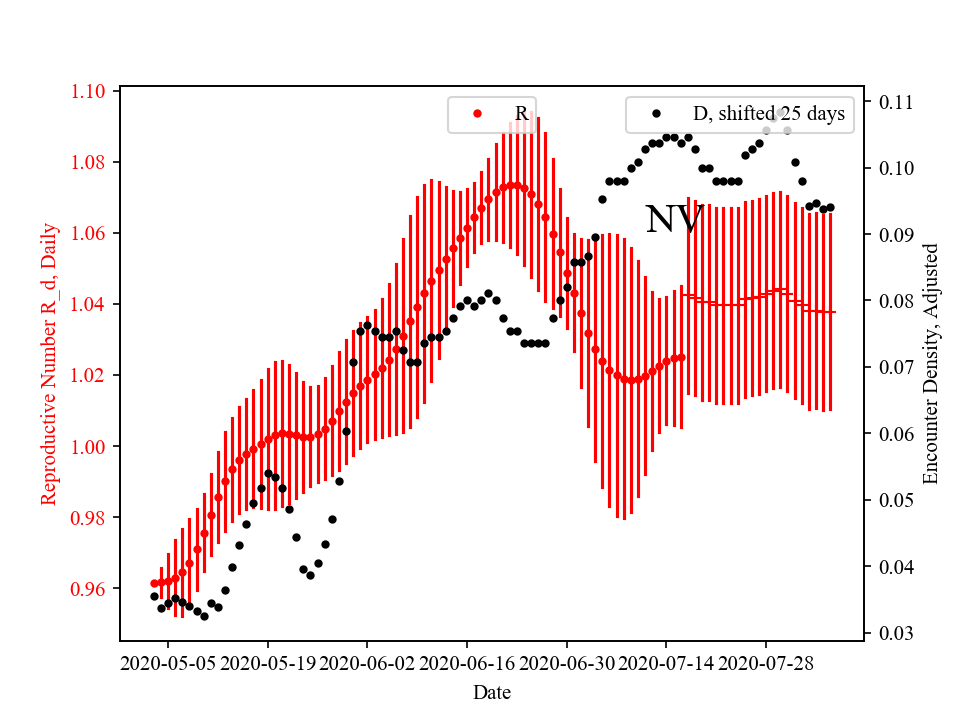 R
D, shifted 25 days
NV
Reproductive Number R_d, Daily
1.10
1.08
1.06
1.04
1.02
1.00
0.98
0.96
0.11
0.10
0.09
0.08
0.07
0.06
0.05
0.04
0.03
Encounter Density, Adjusted
2020-05-05 2020-05-19 2020-06-02 2020-06-16 2020-06-30 2020-07-14 2020-07-28
Date